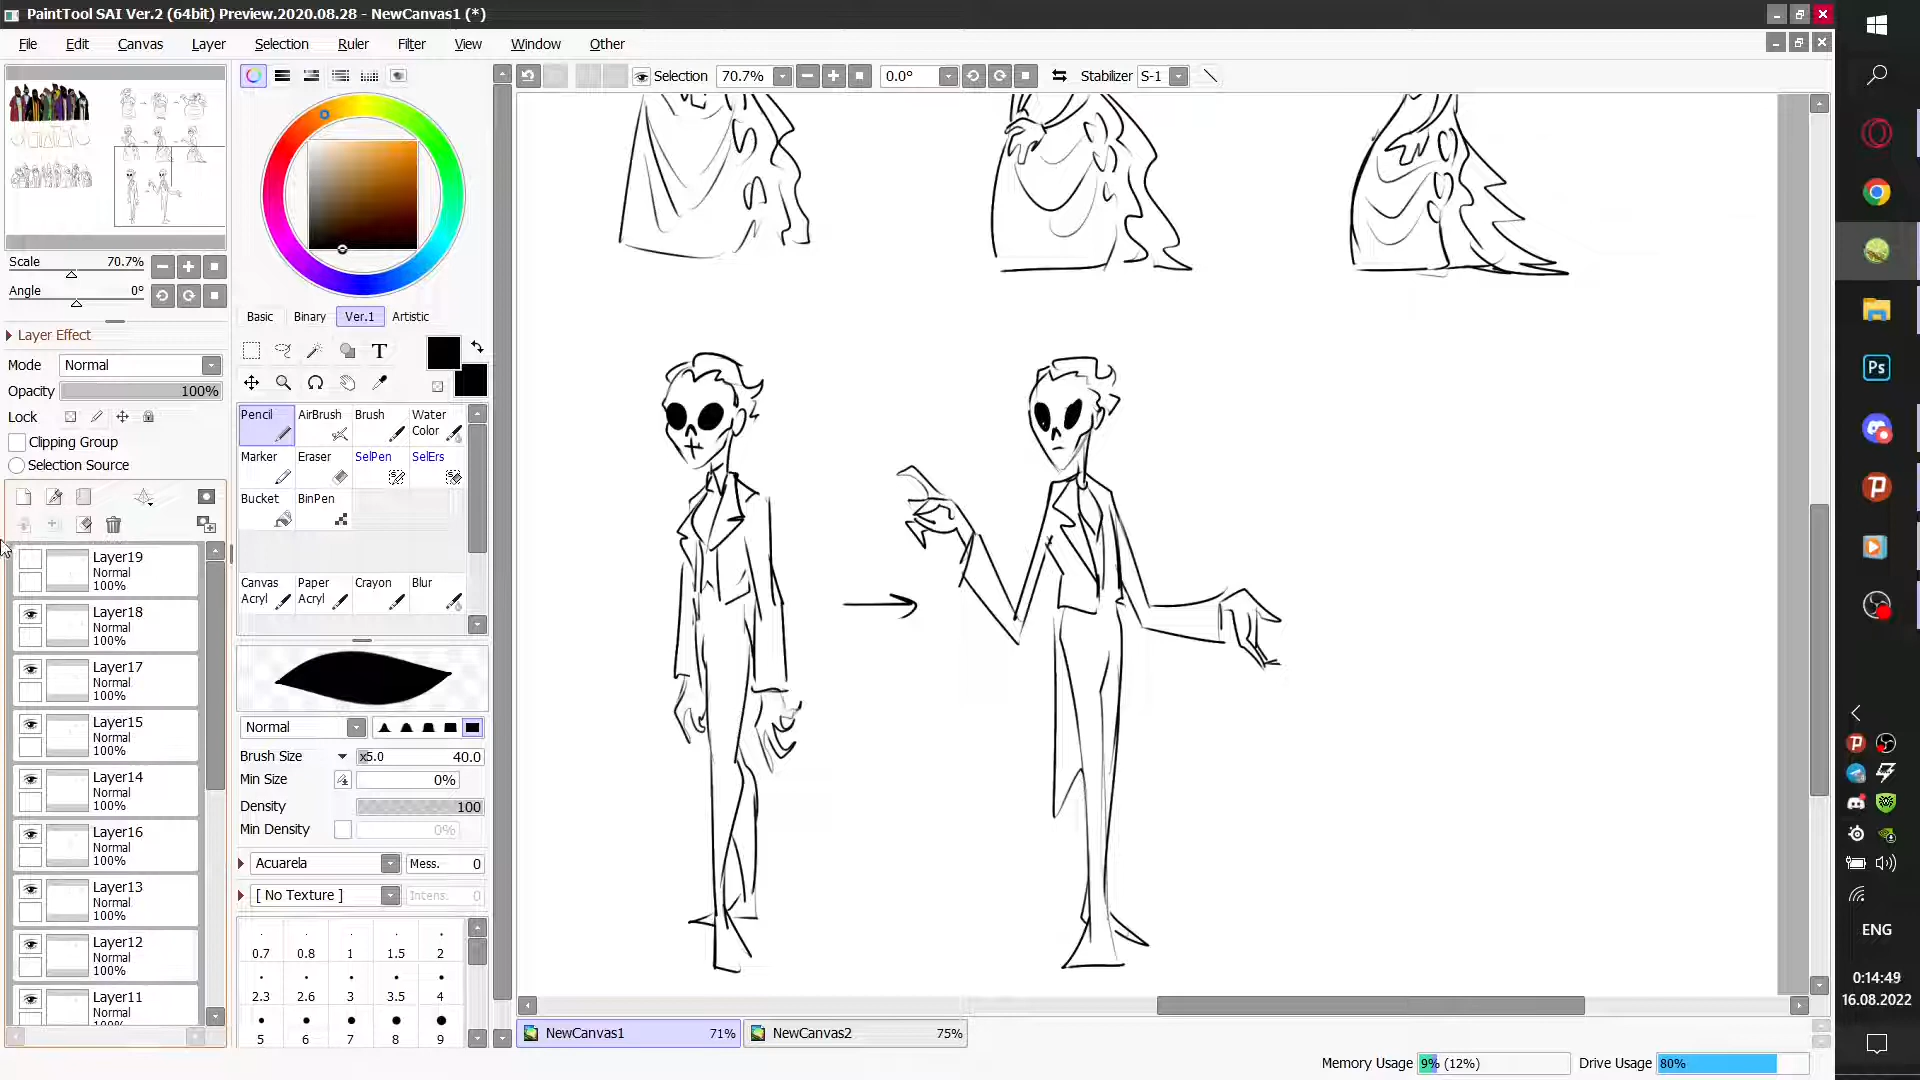 PaintTool SAI Ver.2 (64bit) Preview.2020.08.28 - NewCanvas1 (*)
File Edit Canvas Layer Selection Ruler Filter View Window Other
Selection 70.7% 0.0° Stabilizer S-1
Scale 70.7%
Angle 0°
Layer Effect
Mode Normal
Opacity 100%
Lock
Clipping Group
Selection Source
Layer19
Normal
100%
Layer18
Normal
100%
Layer17
Normal
100%
Layer15
Normal
100%
Layer14
Normal
100%
Layer16
Normal
100%
Layer13
Normal
100%
Layer12
Normal
100%
Layer11
Normal
100%
Basic Binary Ver.1 Artistic
T
Pencil AirBrush Brush Water Color
Marker Eraser SelPen SelErs
Bucket BinPen
Canvas Acryl Paper Acryl Crayon Blur
Normal
Brush Size x5.0 40.0
Min Size 0%
Density 100
Min Density 0%
Acuarela Mess. 0
[ No Texture ] Intens. 0
0.7 0.8 1 1.5 2
2.3 2.6 3 3.5 4
5 6 7 8 9
NewCanvas1 71% NewCanvas2 75%
Memory Usage 9% (12%) Drive Usage 80%
Ps
ENG
0:14:49
16.08.2022